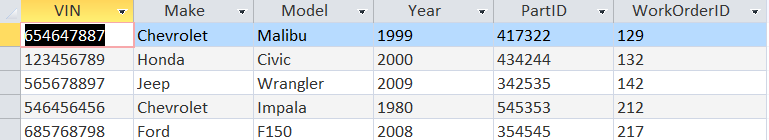 VIN Make Model Year PartID WorkOrderID
654647887 Chevrolet Malibu 1999 417322 129
123456789 Honda Civic 2000 434244 132
565678897 Jeep Wrangler 2009 342535 142
546456456 Chevrolet Impala 1980 545353 212
685768798 Ford F150 2008 354545 217